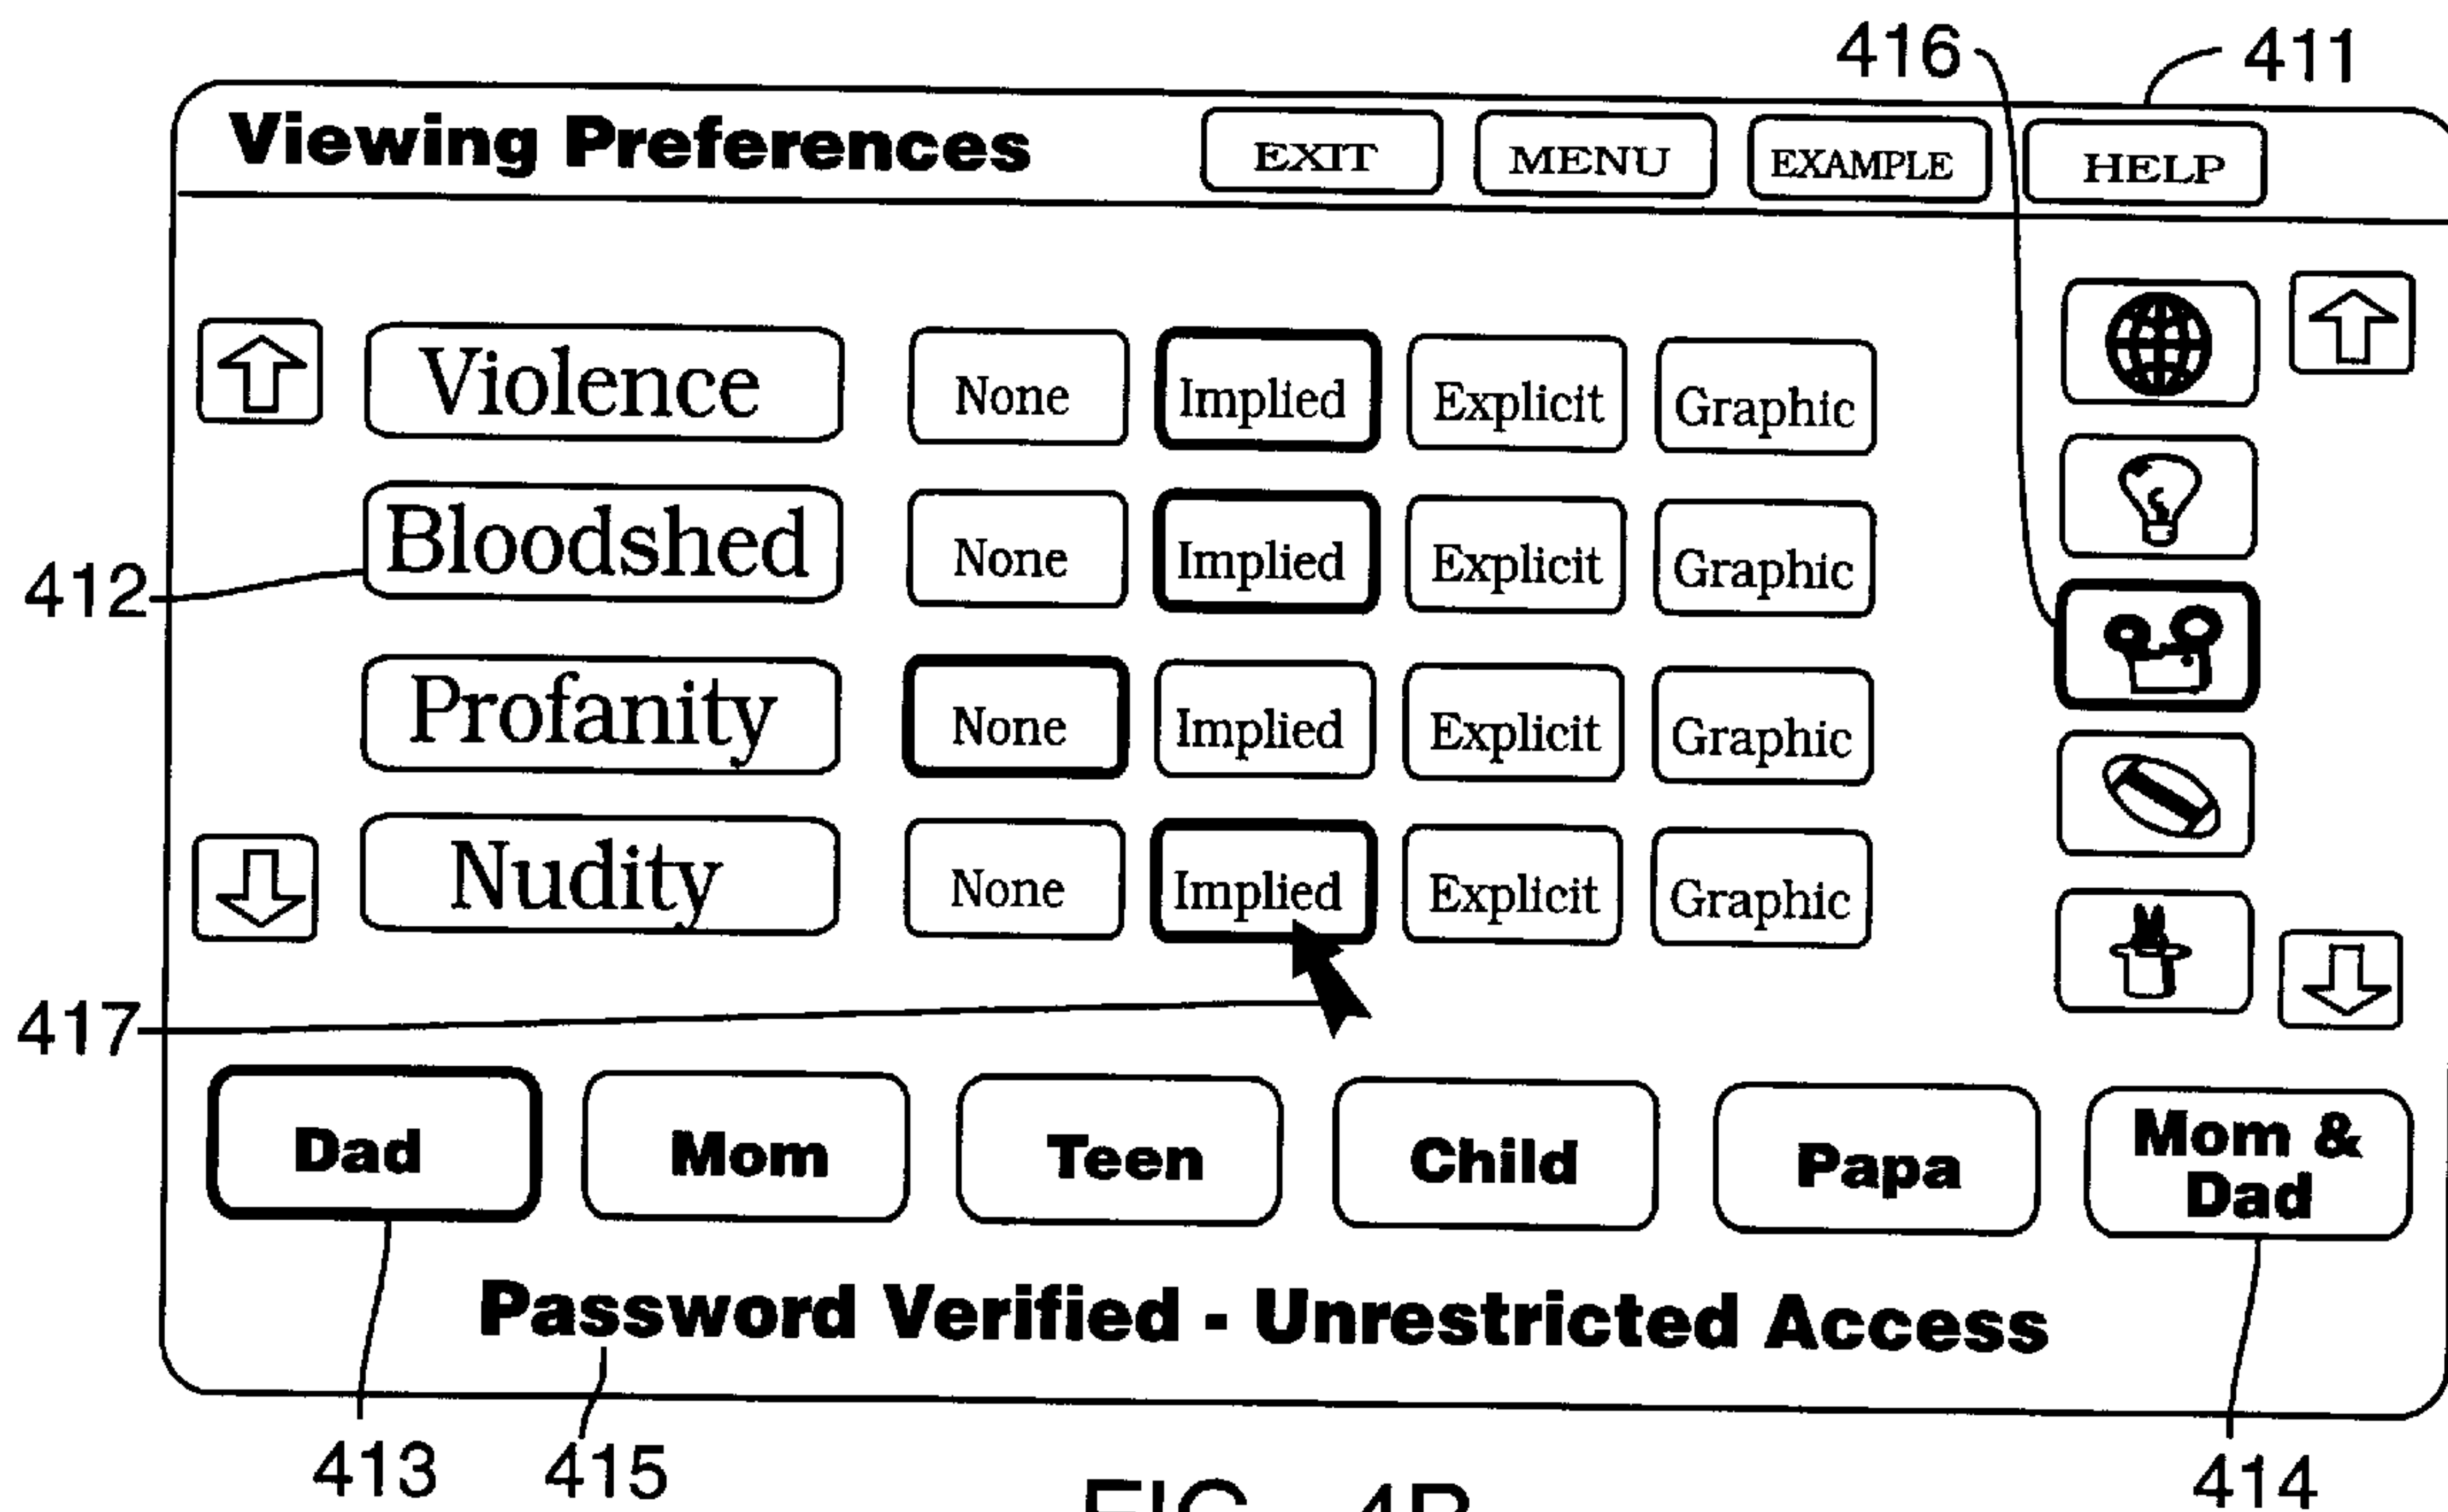 416 411
Viewing Preferences EXIT MENU EXAMPLE HELP
Violence None Implied Explicit Graphic
Bloodshed None Implied Explicit Graphic
412
Profanity None Implied Explicit Graphic
Nudity None Implied Explicit Graphic
417
Dad Mom Teen Child Papa Mom &
Dad
Password Verified - Unrestricted Access
413 415 414
FIG. 4B